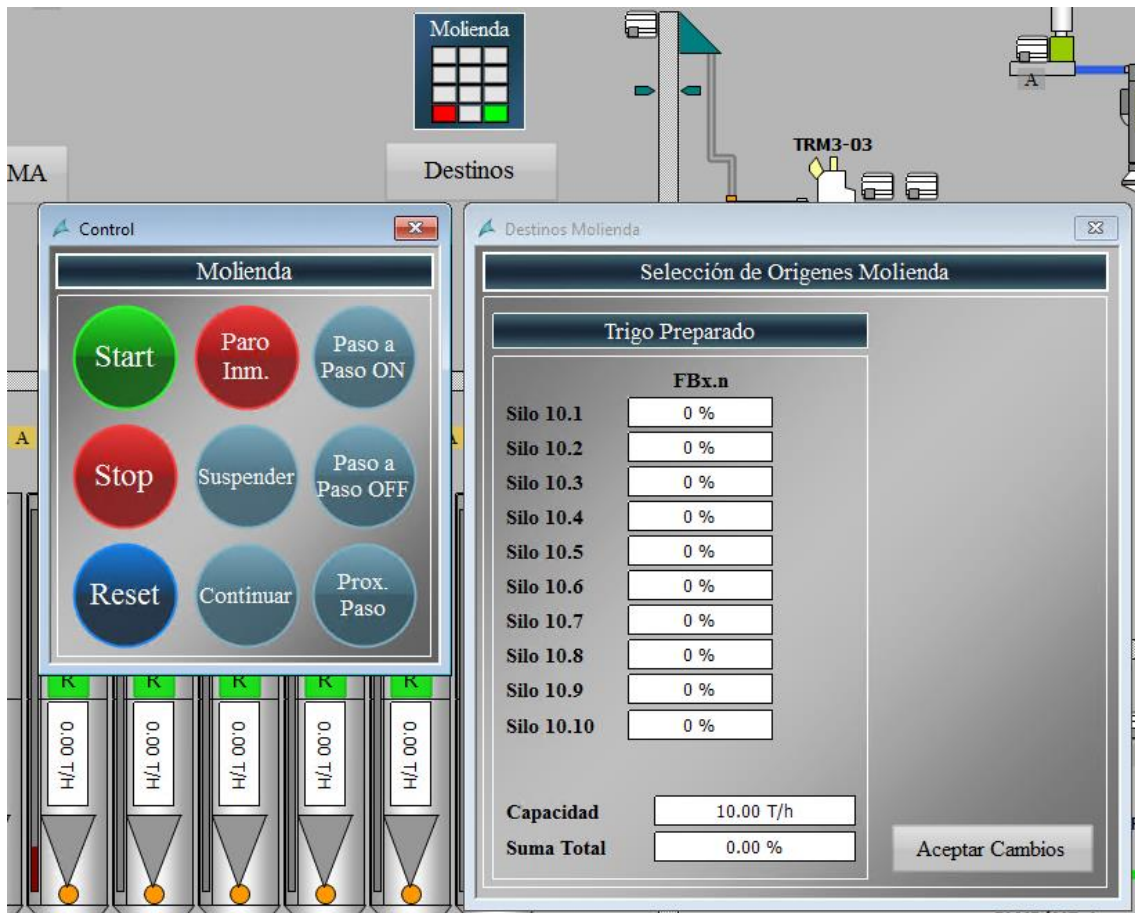 Molienda
A
TRM3-03
MA
Destinos
Control
Molienda
Start
Paro
Inm.
Paso a
Paso ON
Stop
Suspender
Paso a
Paso OFF
Reset
Continuar
Prox.
Paso
A
A
R
R
R
R
R
0.00 T/H
0.00 T/H
0.00 T/H
0.00 T/H
0.00 T/H
Destinos Molienda
Selección de Origenes Molienda
Trigo Preparado
FBx.n
Silo 10.1 0 %
Silo 10.2 0 %
Silo 10.3 0 %
Silo 10.4 0 %
Silo 10.5 0 %
Silo 10.6 0 %
Silo 10.7 0 %
Silo 10.8 0 %
Silo 10.9 0 %
Silo 10.10 0 %
Capacidad 10.00 T/h
Suma Total 0.00 %
Aceptar Cambios